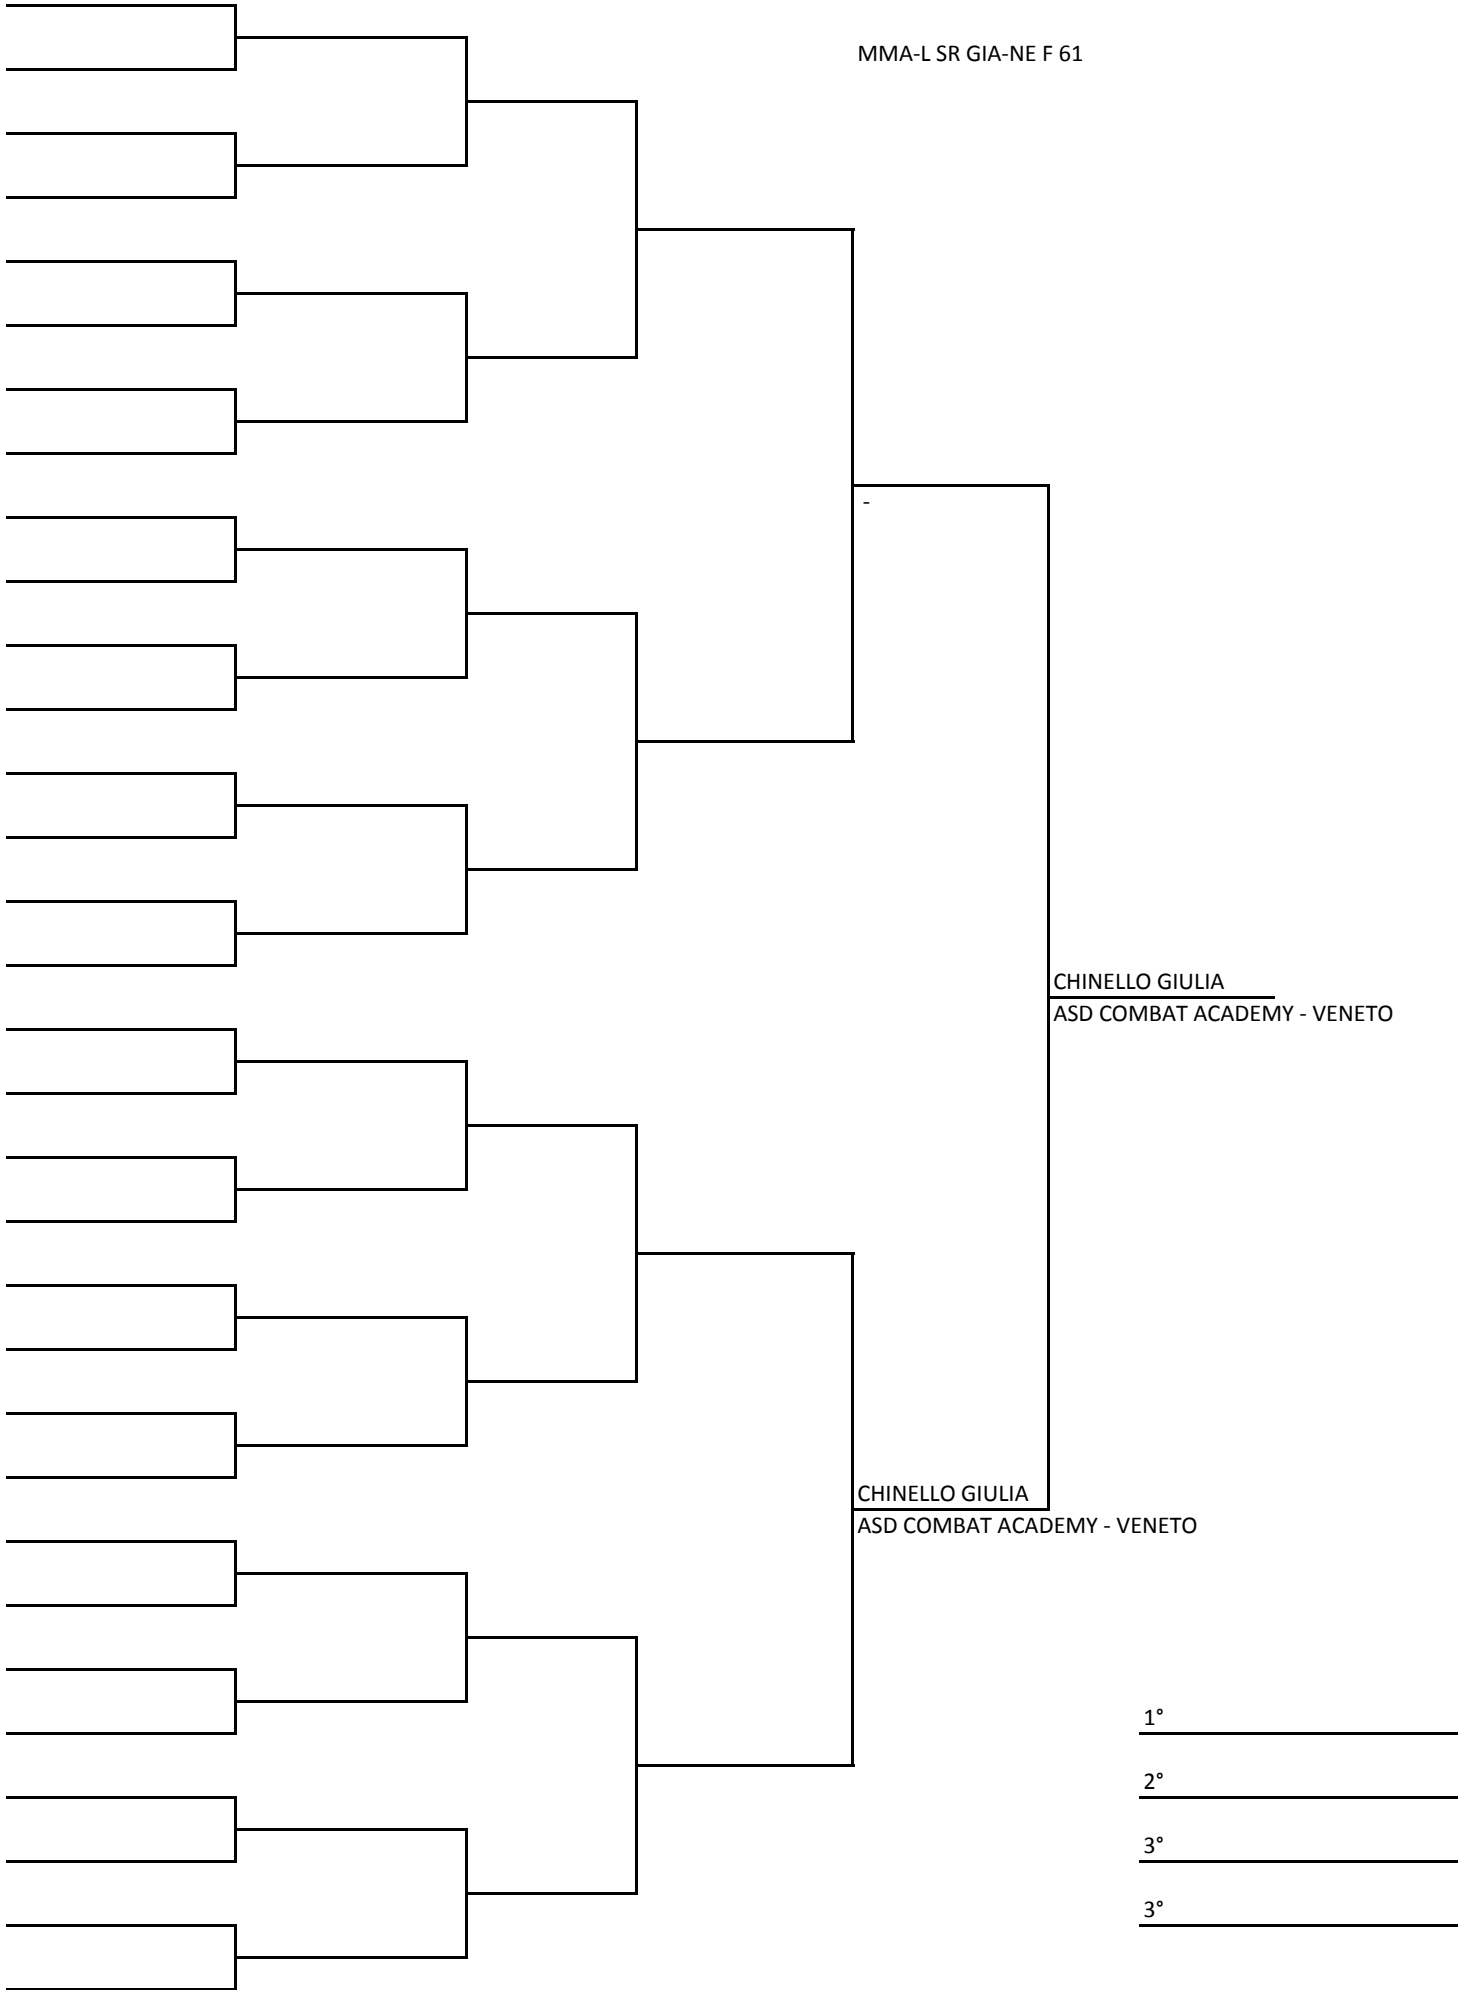 MMA-L SR GIA-NE F 61
-
CHINELLO GIULIA
ASD COMBAT ACADEMY - VENETO
CHINELLO GIULIA
ASD COMBAT ACADEMY - VENETO
1°
2°
3°
3°